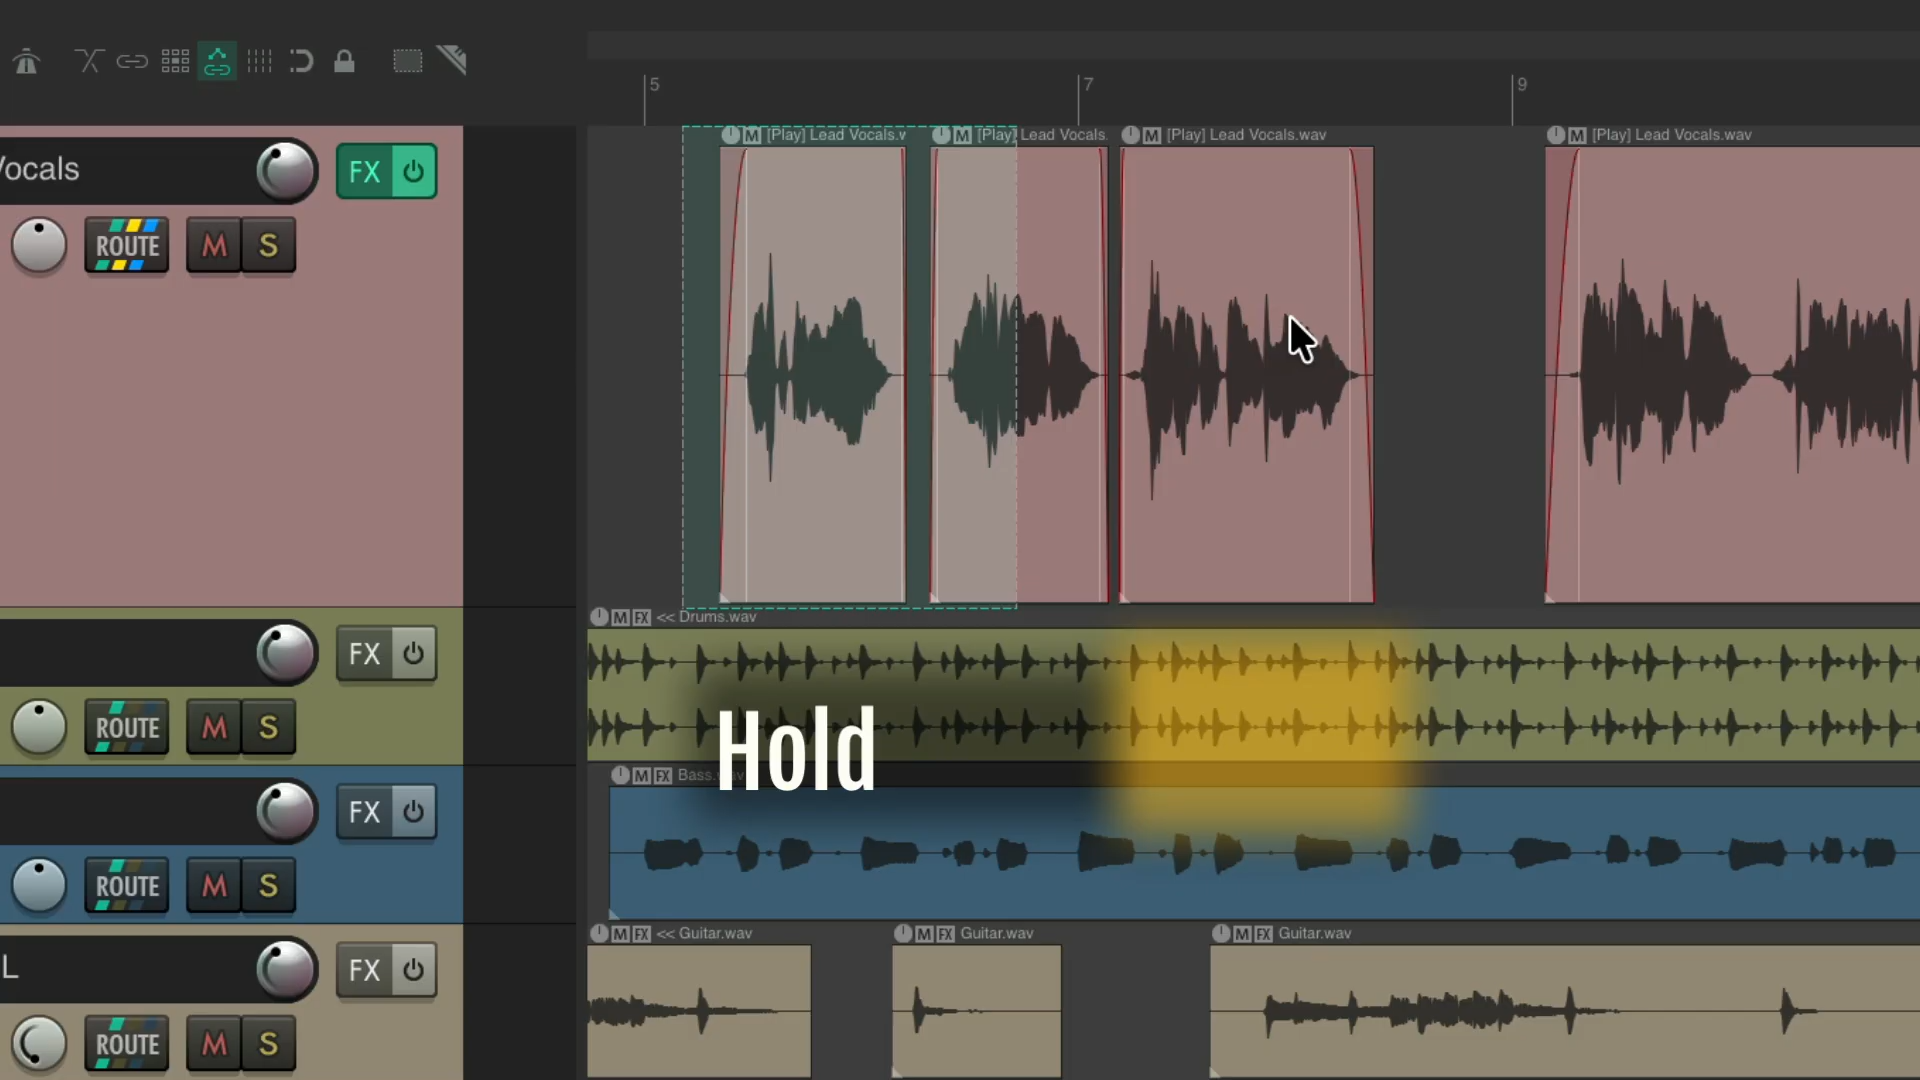 5 7 9
M [Play] Lead Vocals.v M [Play] Lead Vocals. M [Play] Lead Vocals.wav M [Play] Lead Vocals.wav
Vocals FX
ROUTE M S
M FX << Drums.wav
FX
ROUTE M S
Hold
M FX Bass.wav
FX
ROUTE M S
M FX << Guitar.wav M FX Guitar.wav M FX Guitar.wav
L FX
ROUTE M S